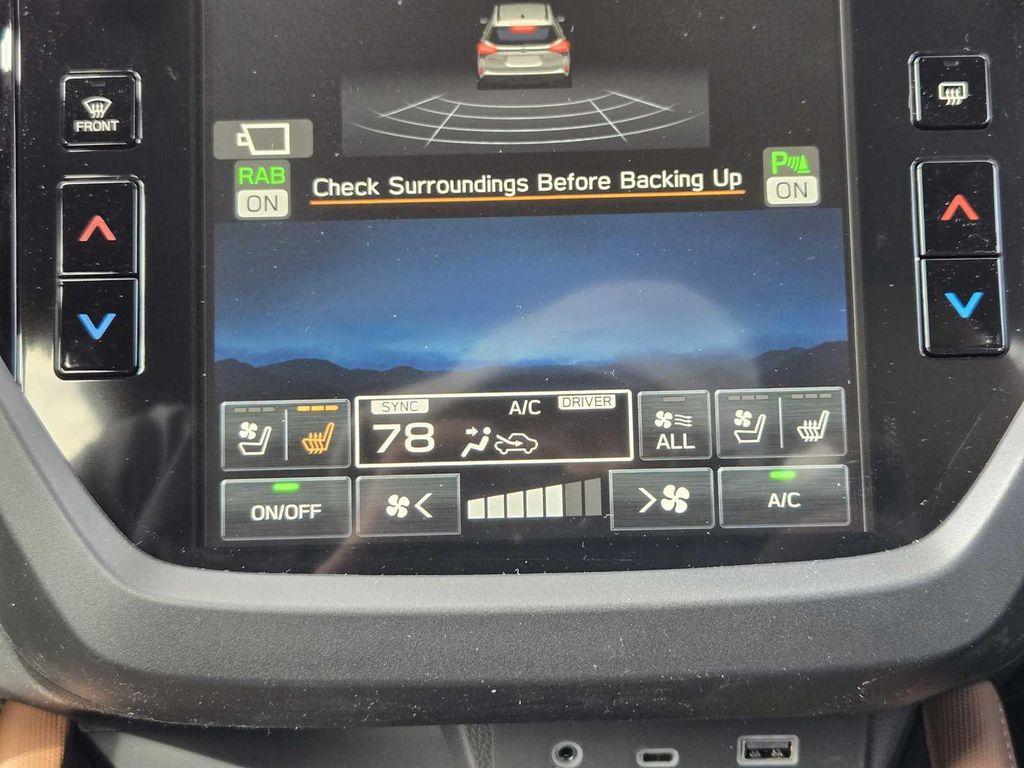 FRONT
RAB
ON
Check Surroundings Before Backing Up
P
ON
SYNC
A/C
DRIVER
78
ALL
ON/OFF
A/C